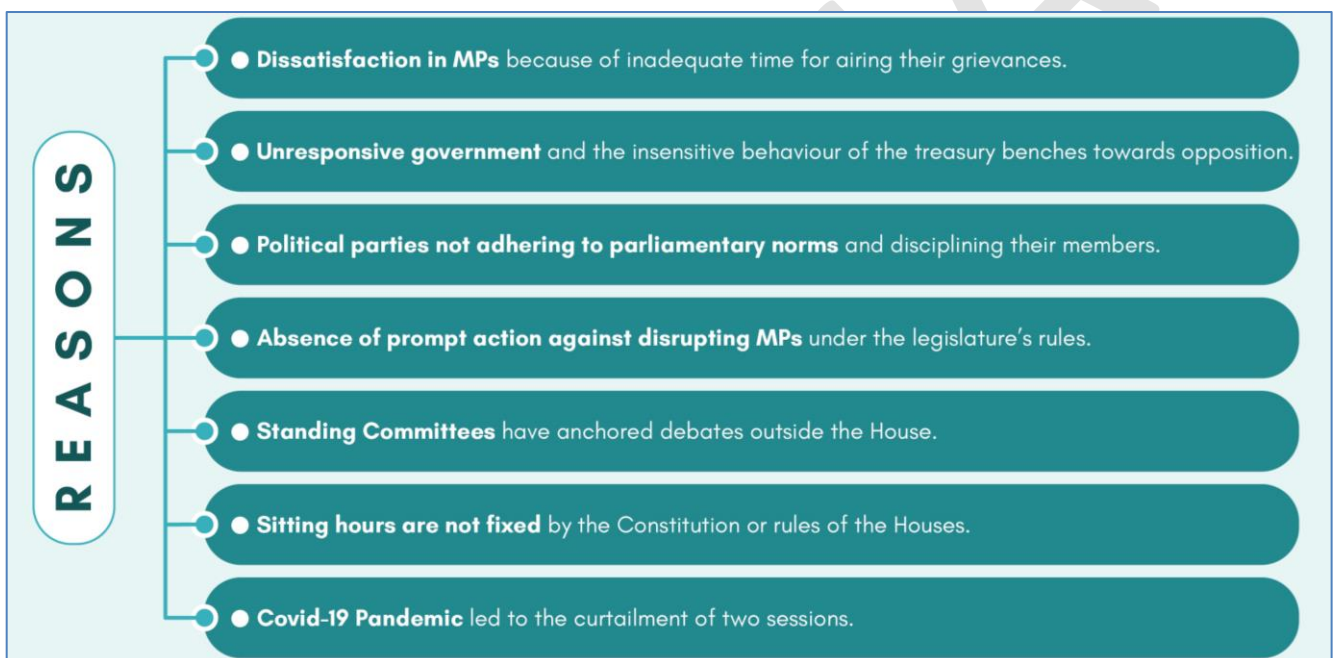 REASONS
● Dissatisfaction in MPs because of inadequate time for airing their grievances.
● Unresponsive government and the insensitive behaviour of the treasury benches towards opposition.
● Political parties not adhering to parliamentary norms and disciplining their members.
● Absence of prompt action against disrupting MPs under the legislature’s rules.
● Standing Committees have anchored debates outside the House.
● Sitting hours are not fixed by the Constitution or rules of the Houses.
● Covid-19 Pandemic led to the curtailment of two sessions.